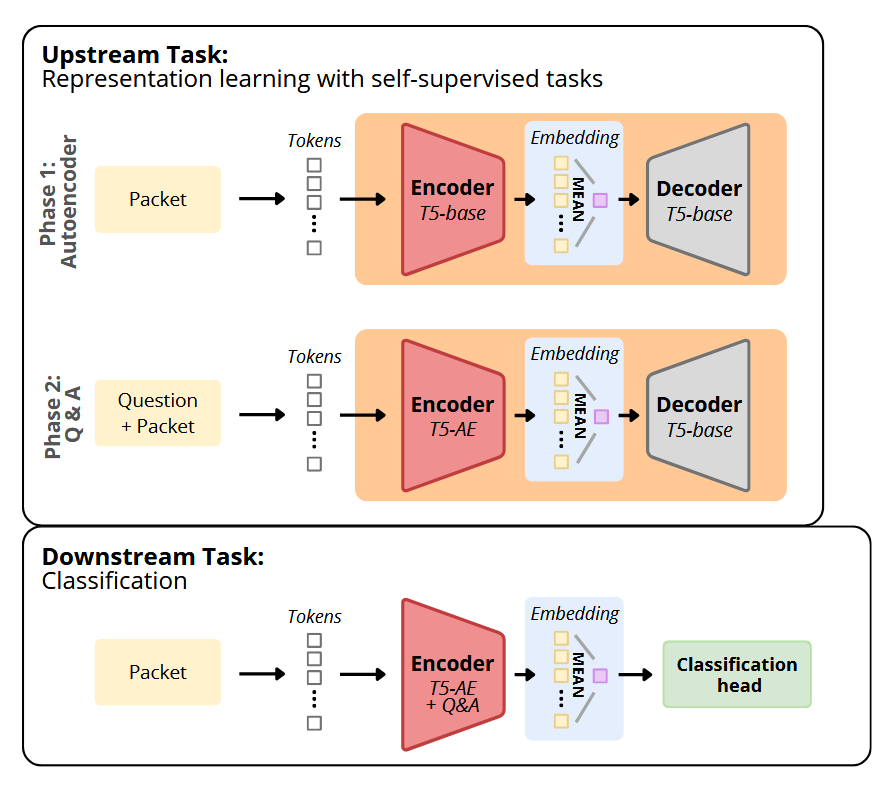 Upstream Task:
Representation learning with self-supervised tasks
Phase 1:
Autoencoder
Packet
Tokens
Encoder
T5-base
Embedding
MEAN
Decoder
T5-base
Phase 2:
Q & A
Question
+ Packet
Tokens
Encoder
T5-AE
Embedding
MEAN
Decoder
T5-base
Downstream Task:
Classification
Packet
Tokens
Encoder
T5-AE
+ Q&A
Embedding
MEAN
Classification
head